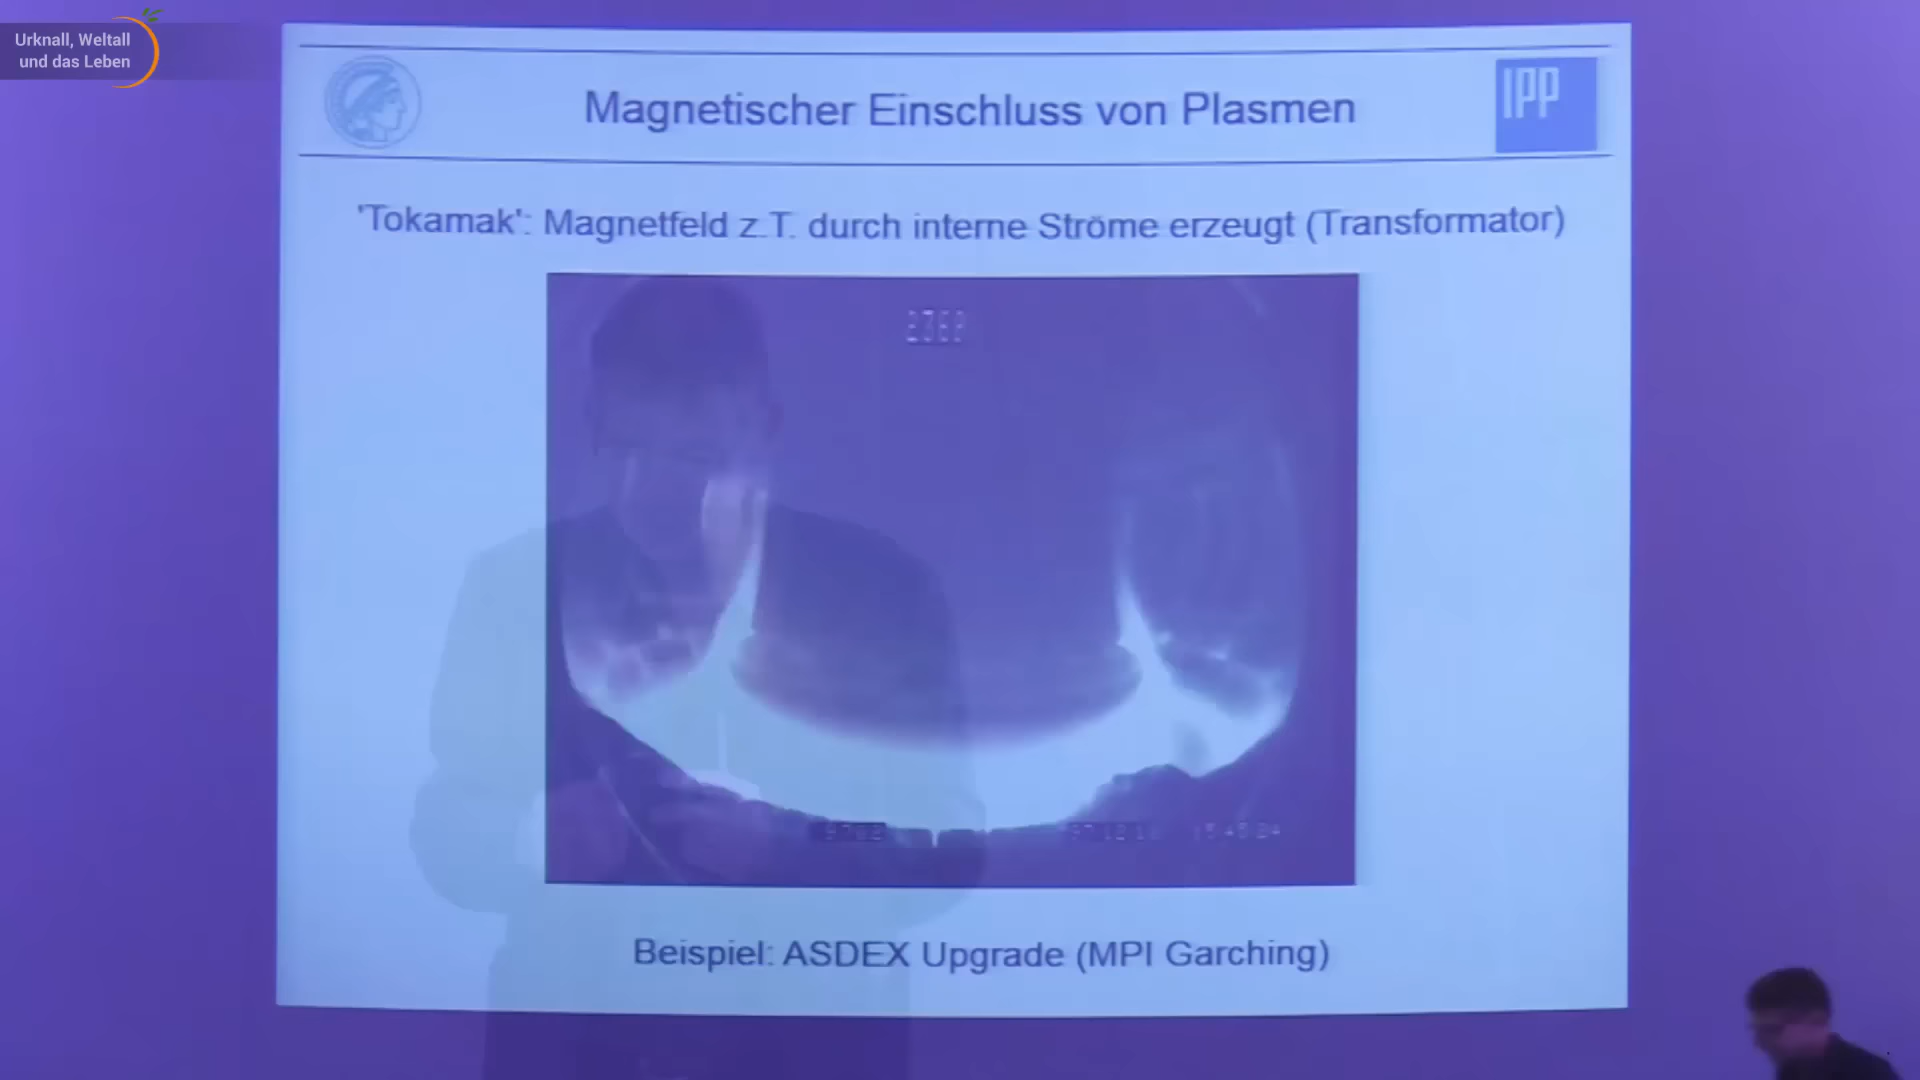 Urknall, Weltall
und das Leben
Magnetischer Einschluss von Plasmen
IPP
'Tokamak': Magnetfeld z.T. durch interne Ströme erzeugt (Transformator)
Beispiel: ASDEX Upgrade (MPI Garching)